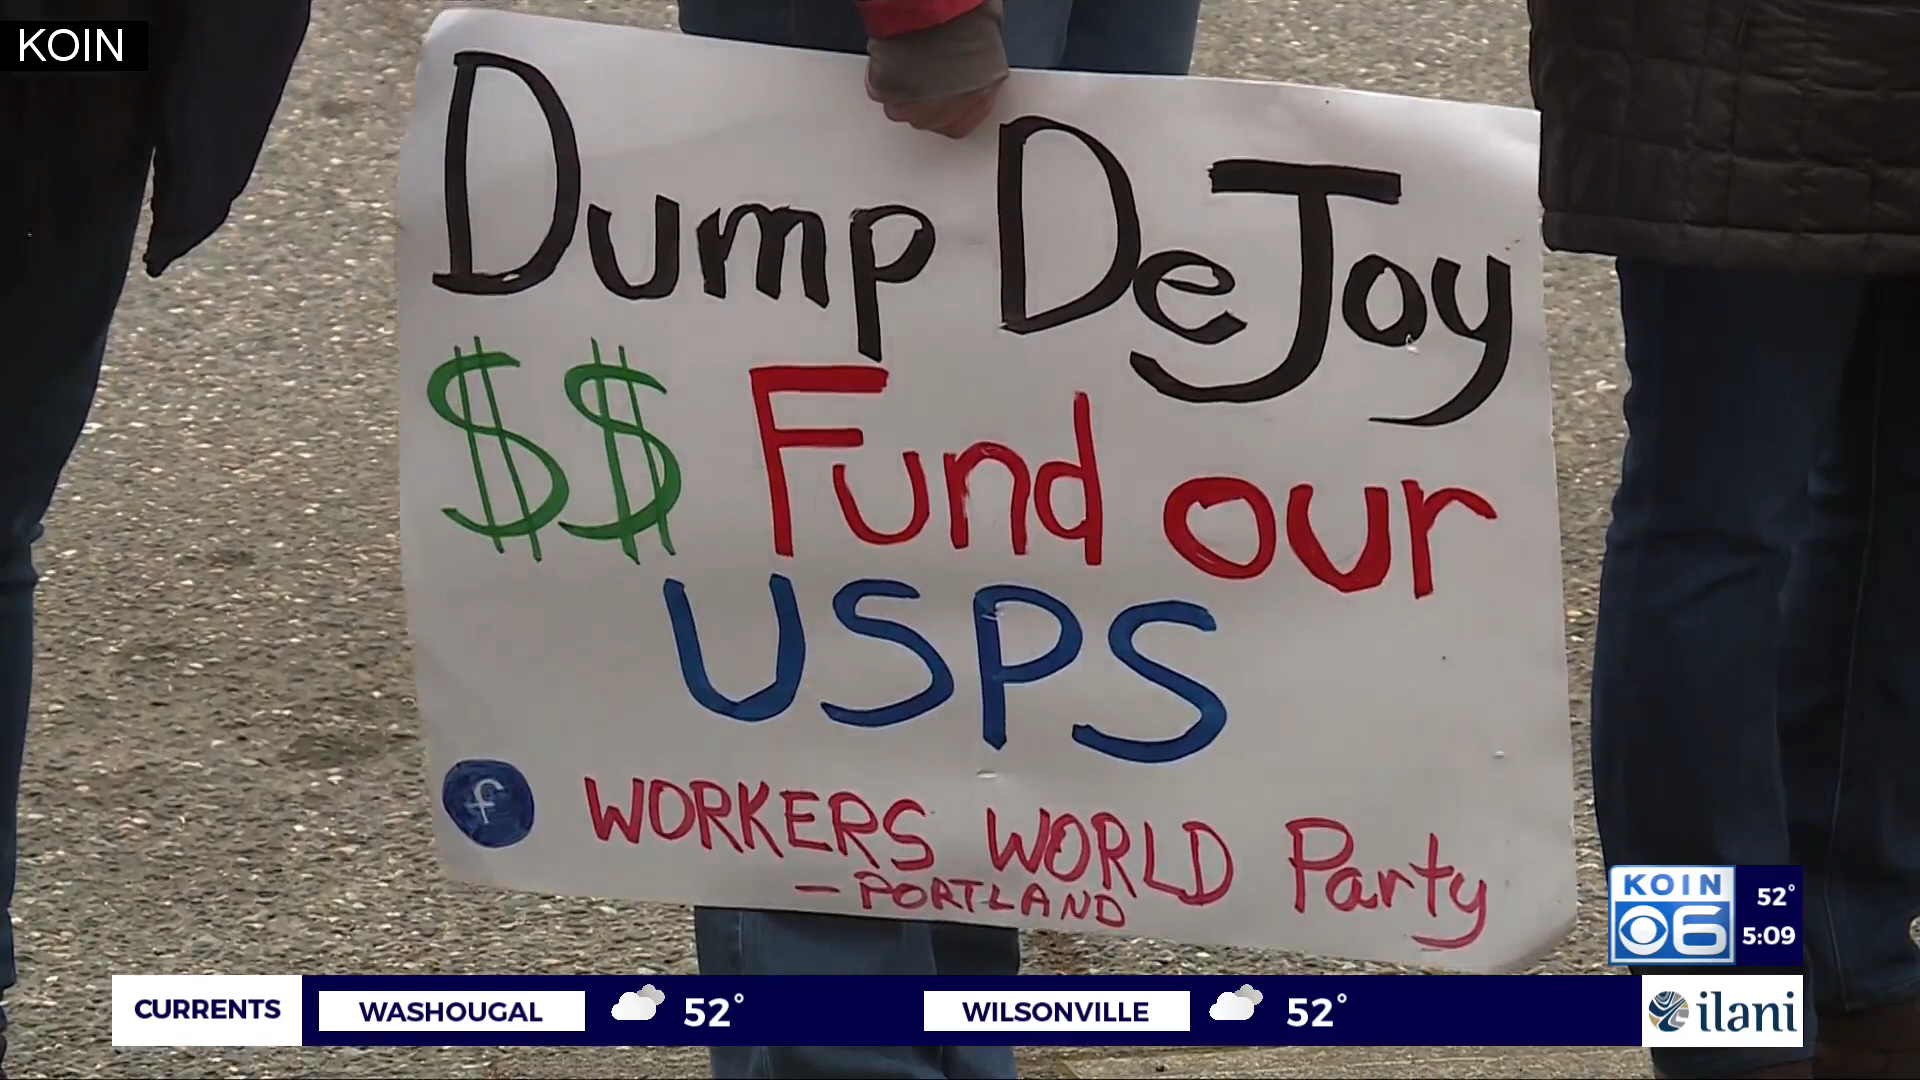 KOIN
Dump DeJoy
$$ Fund our
USPS
f WORKERS WORLD Party
- PORTLAND
KOIN
6
52°
5:09
CURRENTS WASHOUGAL 52° WILSONVILLE 52° ilani